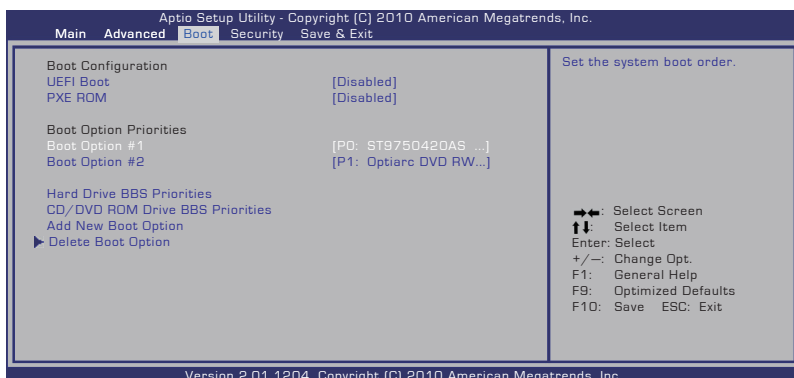 Aptio Setup Utility - Copyright (C) 2010 American Megatrends, Inc.
Main Advanced Boot Security Save & Exit
Boot Configuration
UEFI Boot [Disabled]
PXE ROM [Disabled]
Boot Option Priorities
Boot Option #1 [P0: ST9750420AS ...]
Boot Option #2 [P1: Optiarc DVD RW...]
Hard Drive BBS Priorities
CD/DVD ROM Drive BBS Priorities
Add New Boot Option
Delete Boot Option
Set the system boot order.
→←: Select Screen
↑↓: Select Item
Enter: Select
+/—: Change Opt.
F1: General Help
F9: Optimized Defaults
F10: Save ESC: Exit
Version 2.01.1204. Copyright (C) 2010 American Megatrends, Inc.